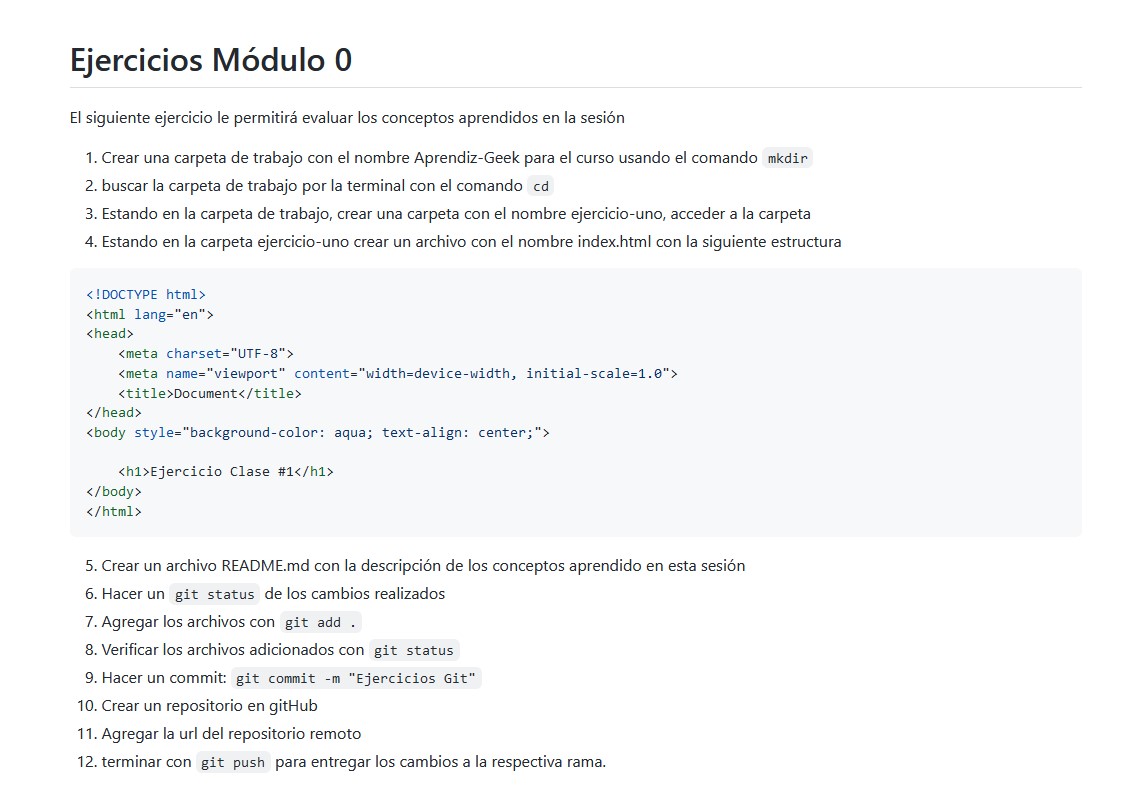 Ejercicios Módulo 0
El siguiente ejercicio le permitirá evaluar los conceptos aprendidos en la sesión
1. Crear una carpeta de trabajo con el nombre Aprendiz-Geek para el curso usando el comando mkdir
2. buscar la carpeta de trabajo por la terminal con el comando cd
3. Estando en la carpeta de trabajo, crear una carpeta con el nombre ejercicio-uno, acceder a la carpeta
4. Estando en la carpeta ejercicio-uno crear un archivo con el nombre index.html con la siguiente estructura
<!DOCTYPE html>
<html lang="en">
<head>
    <meta charset="UTF-8">
    <meta name="viewport" content="width=device-width, initial-scale=1.0">
    <title>Document</title>
</head>
<body style="background-color: aqua; text-align: center;">
    <h1>Ejercicio Clase #1</h1>
</body>
</html>
5. Crear un archivo README.md con la descripción de los conceptos aprendido en esta sesión
6. Hacer un git status de los cambios realizados
7. Agregar los archivos con git add .
8. Verificar los archivos adicionados con git status
9. Hacer un commit: git commit -m "Ejercicios Git"
10. Crear un repositorio en gitHub
11. Agregar la url del repositorio remoto
12. terminar con git push para entregar los cambios a la respectiva rama.